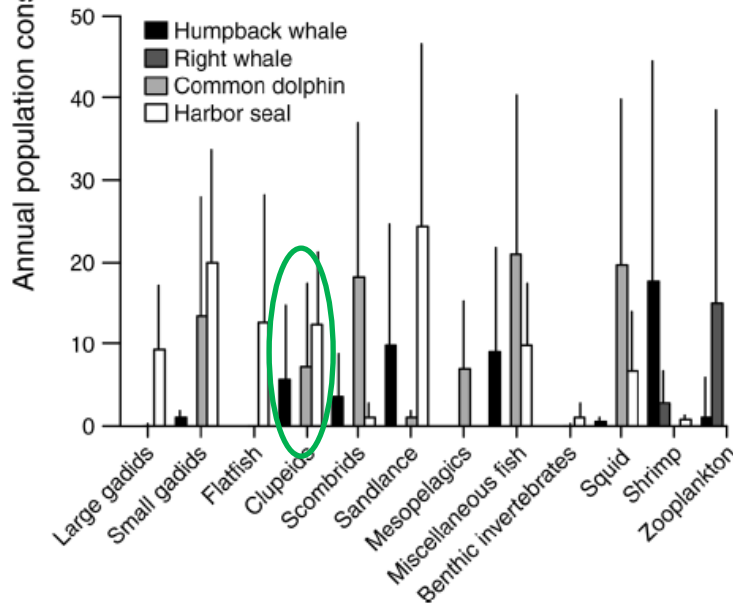 Annual population cons
50
40
30
20
10
0
Humpback whale
Right whale
Common dolphin
Harbor seal
Large gadids
Small gadids
Flatfish
Clupeids
Scombrids
Sandlance
Mesopelagics
Miscellaneous fish
Benthic invertebrates
Squid
Shrimp
Zooplankton